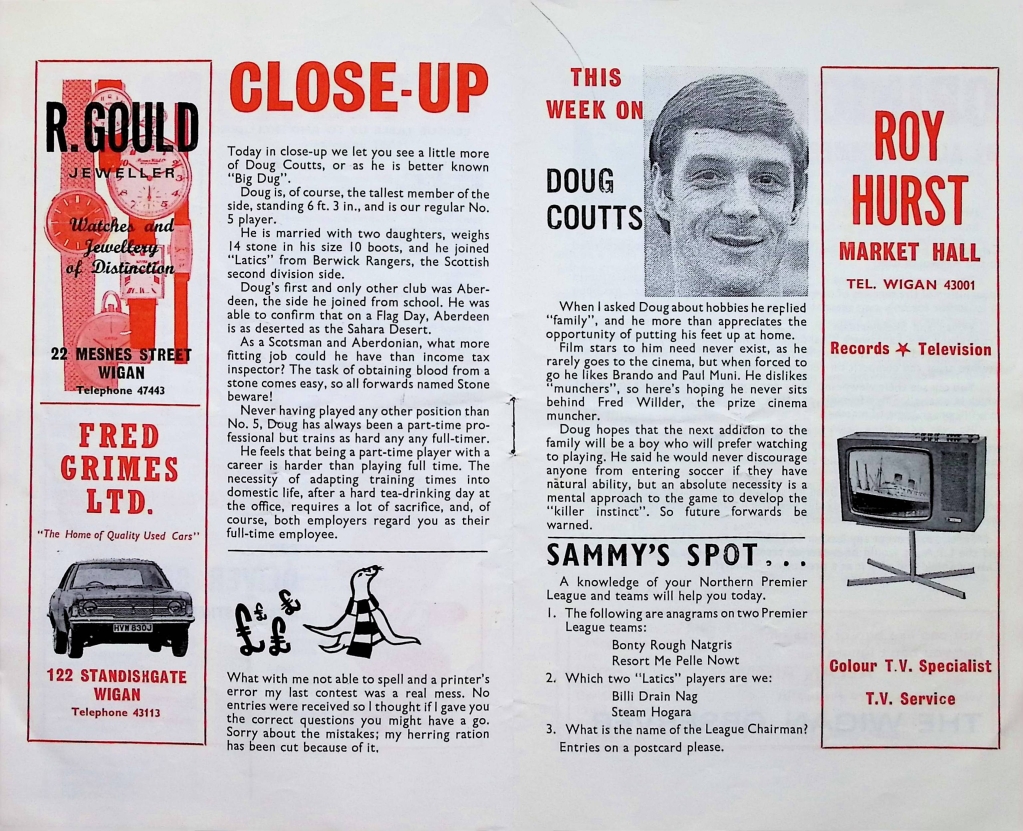 R. GOULD
JEWELLER
Watches and
Jewellery
of Distinction
22 MESNES STREET
WIGAN
Telephone 47443
FRED
GRIMES
LTD.
"The Home of Quality Used Cars"
HVM 830J
122 STANDISHGATE
WIGAN
Telephone 43113
CLOSE-UP
Today in close-up we let you see a little more
of Doug Coutts, or as he is better known
"Big Dug".
Doug is, of course, the tallest member of the
side, standing 6 ft. 3 in., and is our regular No.
5 player.
He is married with two daughters, weighs
14 stone in his size 10 boots, and he joined
"Latics" from Berwick Rangers, the Scottish
second division side.
Doug's first and only other club was Aber-
deen, the side he joined from school. He was
able to confirm that on a Flag Day, Aberdeen
is as deserted as the Sahara Desert.
As a Scotsman and Aberdonian, what more
fitting job could he have than income tax
inspector? The task of obtaining blood from a
stone comes easy, so all forwards named Stone
beware!
Never having played any other position than
No. 5, Doug has always been a part-time pro-
fessional but trains as hard any any full-timer.
He feels that being a part-time player with a
career is harder than playing full time. The
necessity of adapting training times into
domestic life, after a hard tea-drinking day at
the office, requires a lot of sacrifice, and, of
course, both employers regard you as their
full-time employee.
£ £ £ £
What with me not able to spell and a printer's
error my last contest was a real mess. No
entries were received so I thought if I gave you
the correct questions you might have a go.
Sorry about the mistakes; my herring ration
has been cut because of it.
THIS
WEEK ON
DOUG
COUTTS
When I asked Doug about hobbies he replied
"family", and he more than appreciates the
opportunity of putting his feet up at home.
Film stars to him need never exist, as he
rarely goes to the cinema, but when forced to
go he likes Brando and Paul Muni. He dislikes
"munchers", so here's hoping he never sits
behind Fred Willder, the prize cinema
muncher.
Doug hopes that the next addition to the
family will be a boy who will prefer watching
to playing. He said he would never discourage
anyone from entering soccer if they have
natural ability, but an absolute necessity is a
mental approach to the game to develop the
"killer instinct". So future forwards be
warned.
SAMMY'S SPOT...
A knowledge of your Northern Premier
League and teams will help you today.
1. The following are anagrams on two Premier
League teams:
Bonty Rough Natgris
Resort Me Pelle Nowt
2. Which two "Latics" players are we:
Billi Drain Nag
Steam Hogara
3. What is the name of the League Chairman?
Entries on a postcard please.
ROY
HURST
MARKET HALL
TEL. WIGAN 43001
Records ★ Television
Colour T.V. Specialist
T.V. Service